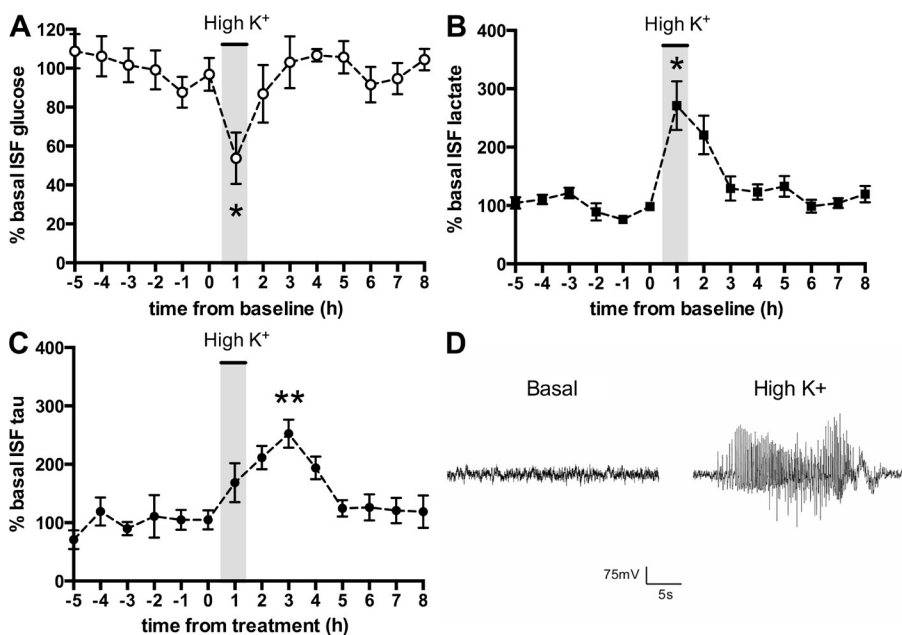 A
High K⁺
120
100
80
60
40
20
0
% basal ISF glucose
*
-5 -4 -3 -2 -1 0 1 2 3 4 5 6 7 8
time from baseline (h)
B
High K⁺
400
300
200
100
0
% basal ISF lactate
*
-5 -4 -3 -2 -1 0 1 2 3 4 5 6 7 8
time from baseline (h)
C
High K⁺
400
300
200
100
0
% basal ISF tau
**
-5 -4 -3 -2 -1 0 1 2 3 4 5 6 7 8
time from treatment (h)
D
Basal
High K+
75mV
5s